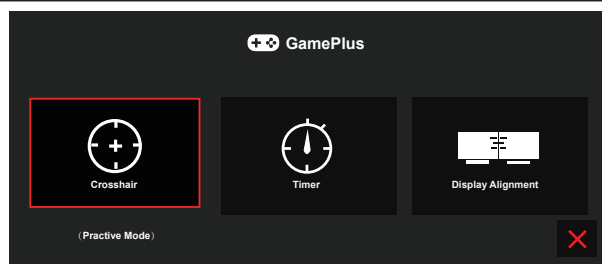 GamePlus
Crosshair
Timer
Display Alignment
（Practive Mode）